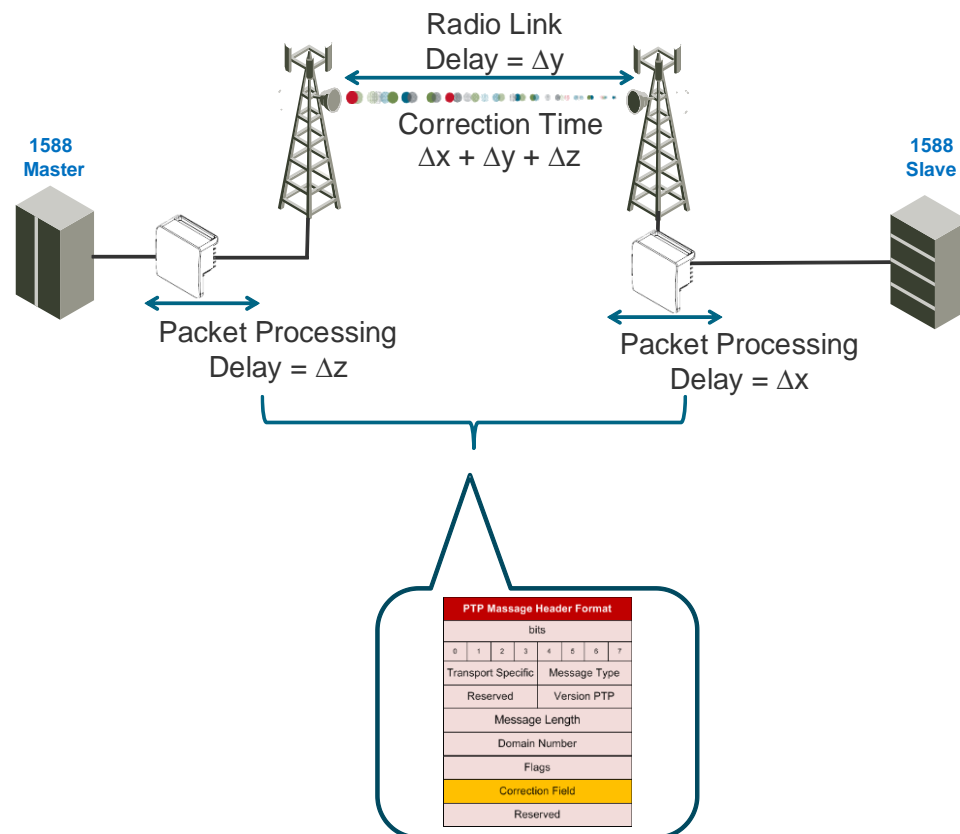 Radio Link
Delay = Δy
Correction Time
Δx + Δy + Δz
1588
Master
1588
Slave
Packet Processing
Delay = Δz
Packet Processing
Delay = Δx
PTP Massage Header Format
bits
0 1 2 3 4 5 6 7
Transport Specific Message Type
Reserved Version PTP
Message Length
Domain Number
Flags
Correction Field
Reserved